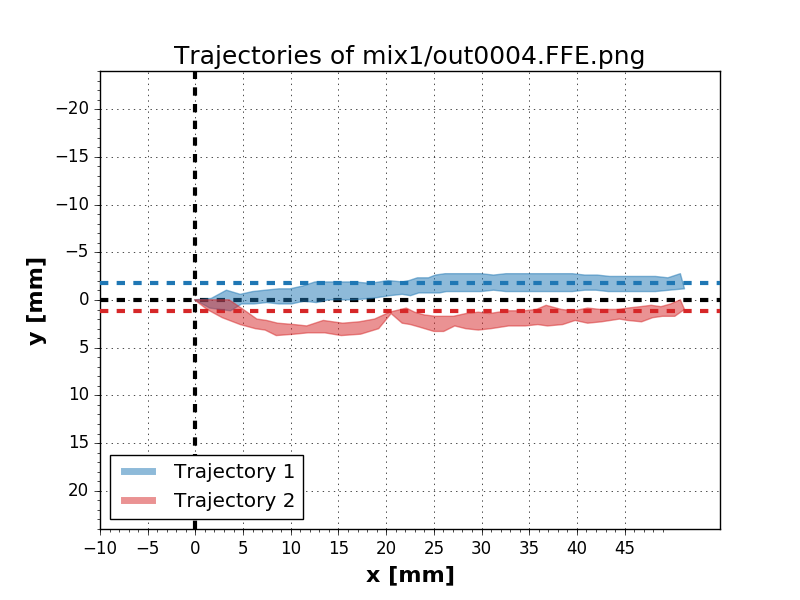 Trajectories of mix1/out0004.FFE.png
y [mm]
−20
−15
−10
−5
0
5
10
15
20
Trajectory 1
Trajectory 2
−10 −5 0 5 10 15 20 25 30 35 40 45
x [mm]